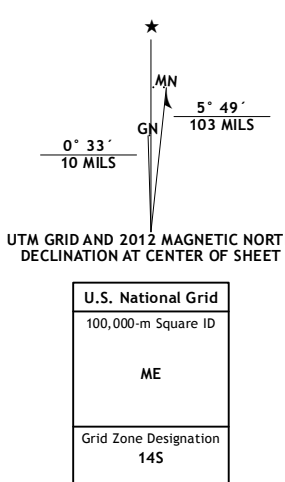 ★
MN
GN
5° 49´
103 MILS
0° 33´
10 MILS
UTM GRID AND 2012 MAGNETIC NORT
DECLINATION AT CENTER OF SHEET
U.S. National Grid
100,000-m Square ID
ME
Grid Zone Designation
14S